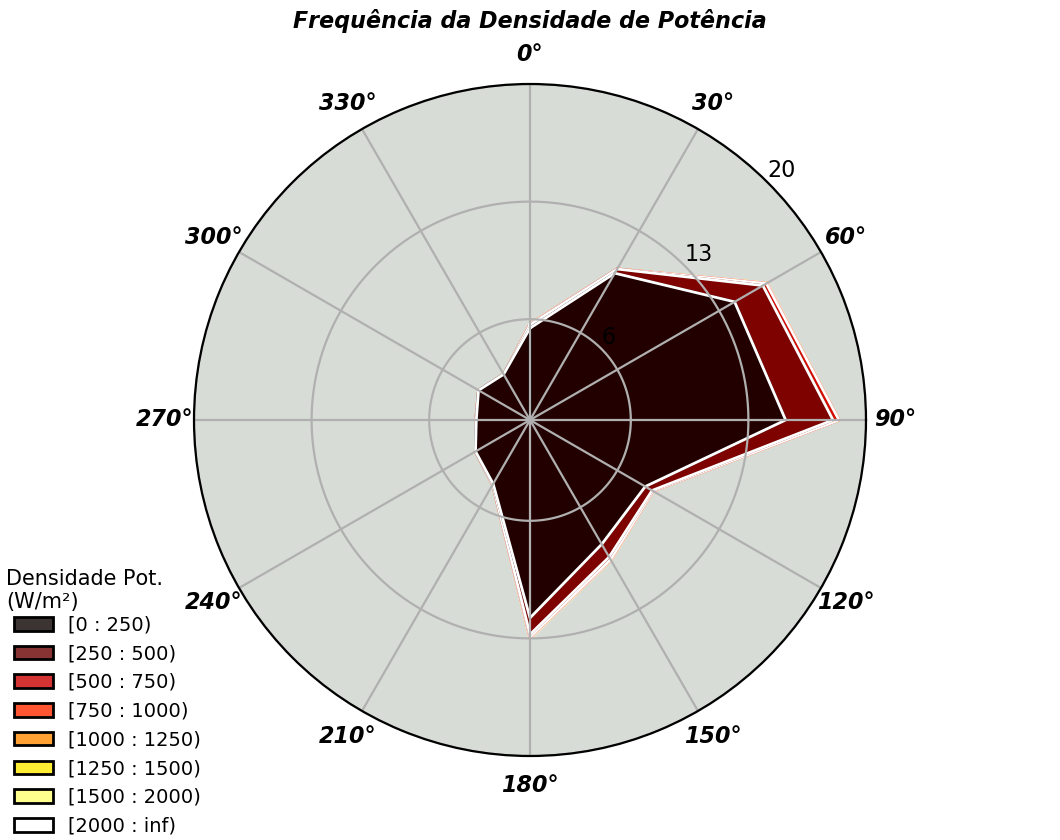 Frequência da Densidade de Potência
0°
330°
30°
20
300°
60°
13
6
270°
90°
240°
120°
210°
150°
180°
Densidade Pot.
(W/m²)
[0 : 250)
[250 : 500)
[500 : 750)
[750 : 1000)
[1000 : 1250)
[1250 : 1500)
[1500 : 2000)
[2000 : inf)